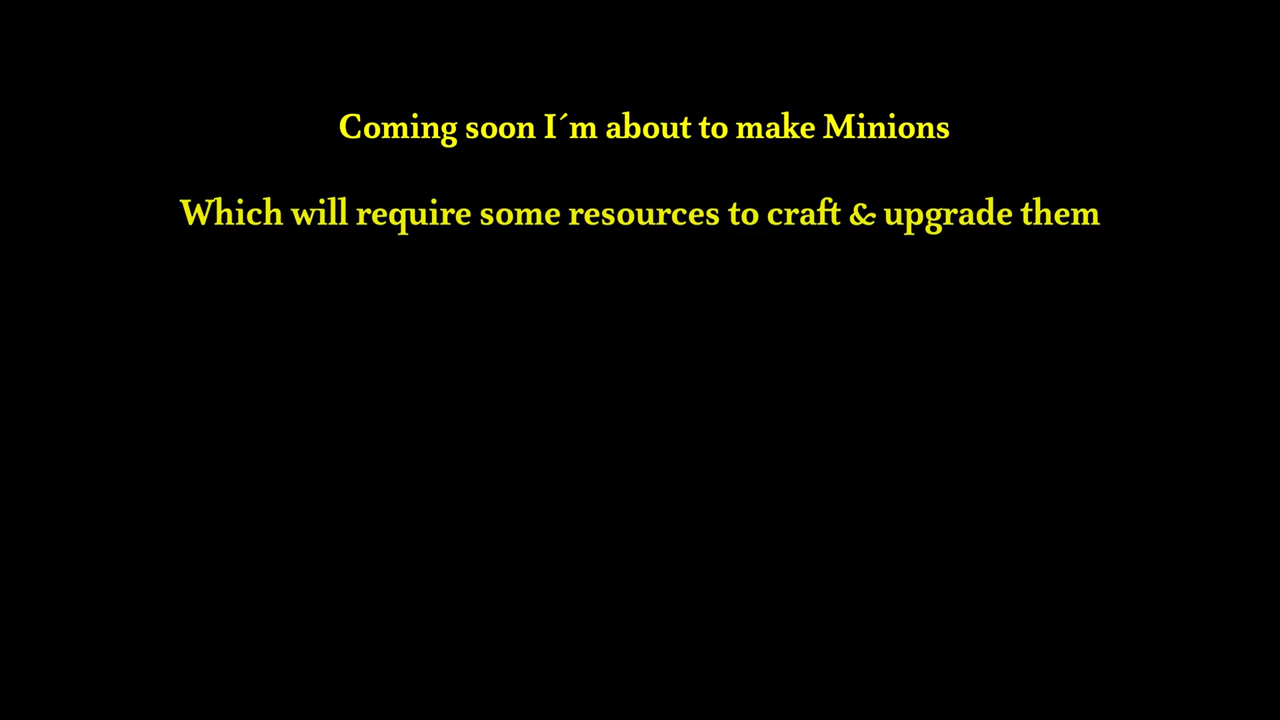 Coming soon I´m about to make Minions
Which will require some resources to craft & upgrade them